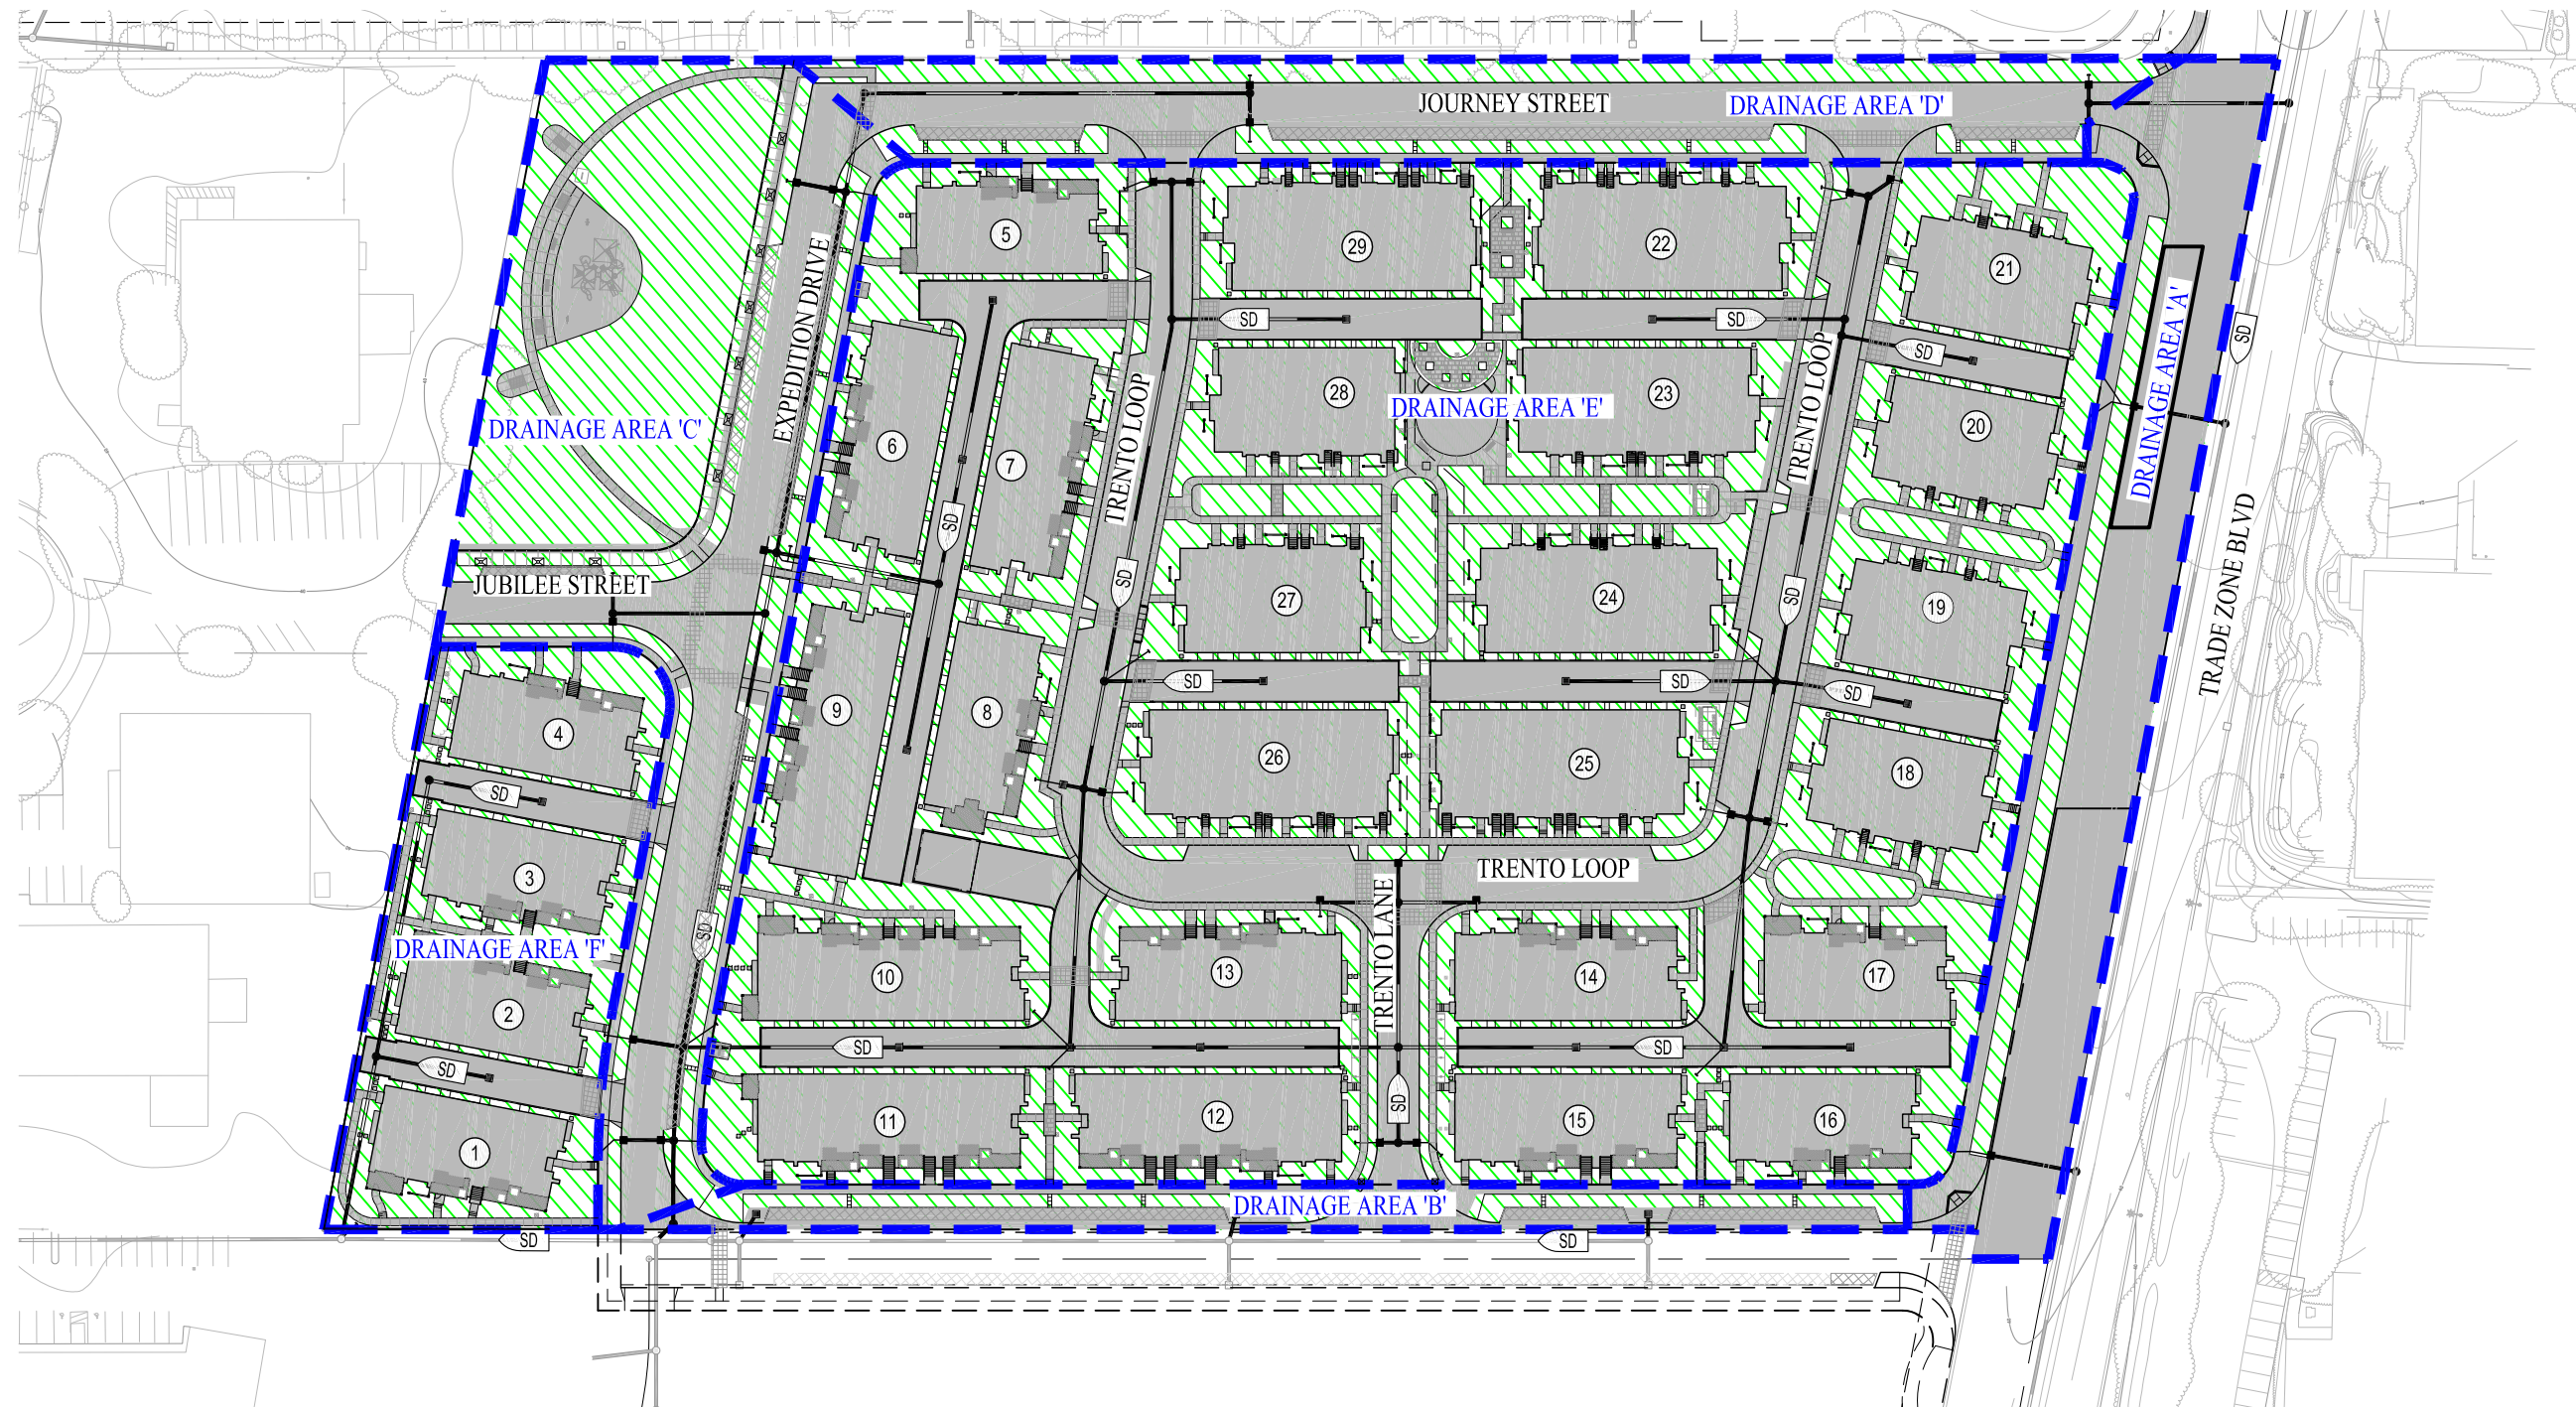 JOURNEY STREET
DRAINAGE AREA 'D'
5
29
22
21
EXPEDITION DRIVE
SD
SD
SD
SD
DRAINAGE AREA 'A'
TRENTO LOOP
TRENTO LOOP
28
DRAINAGE AREA 'E'
23
20
DRAINAGE AREA 'C'
6
7
SD
SD
SD
JUBILEE STREET
27
24
19
TRADE ZONE BLVD
SD
SD
SD
4
9
8
26
25
18
SD
3
TRENTO LOOP
TRENTO LANE
DRAINAGE AREA 'F'
SD
10
13
14
17
2
SD
SD
SD
SD
1
11
12
15
16
DRAINAGE AREA 'B'
SD
SD